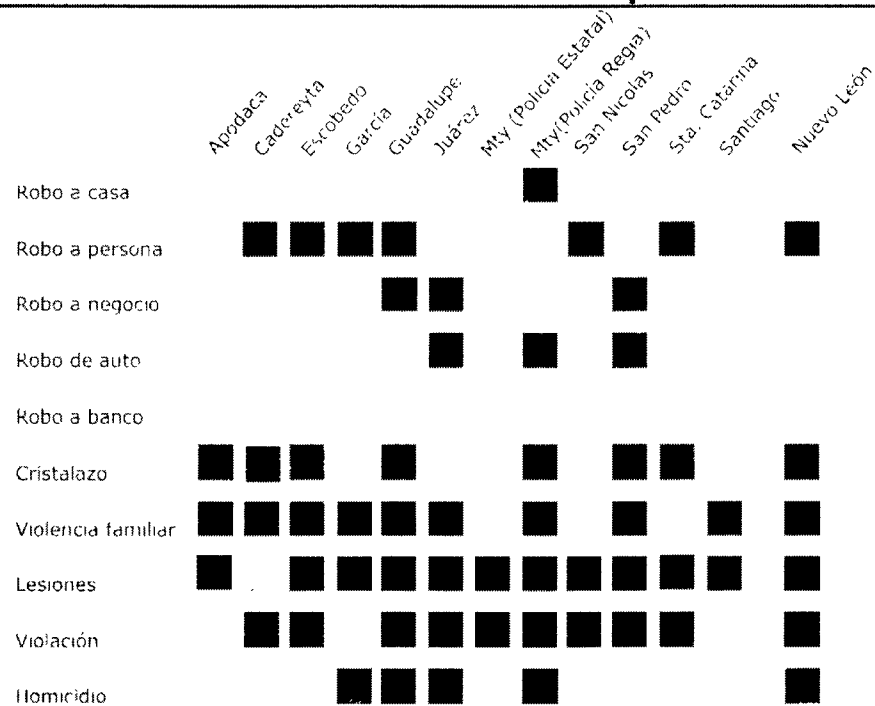 Apodaca
Cadereyta
Escobedo
García
Guadalupe
Juárez
Mty (Policía Estatal)
Mty(Policía Regia)
San Nicolas
San Pedro
Sta. Catarina
Santiago
Nuevo León
Robo a casa
Robo a persona
Robo a negocio
Robo de auto
Robo a banco
Cristalazo
Violencia familiar
Lesiones
Violación
Homicidio